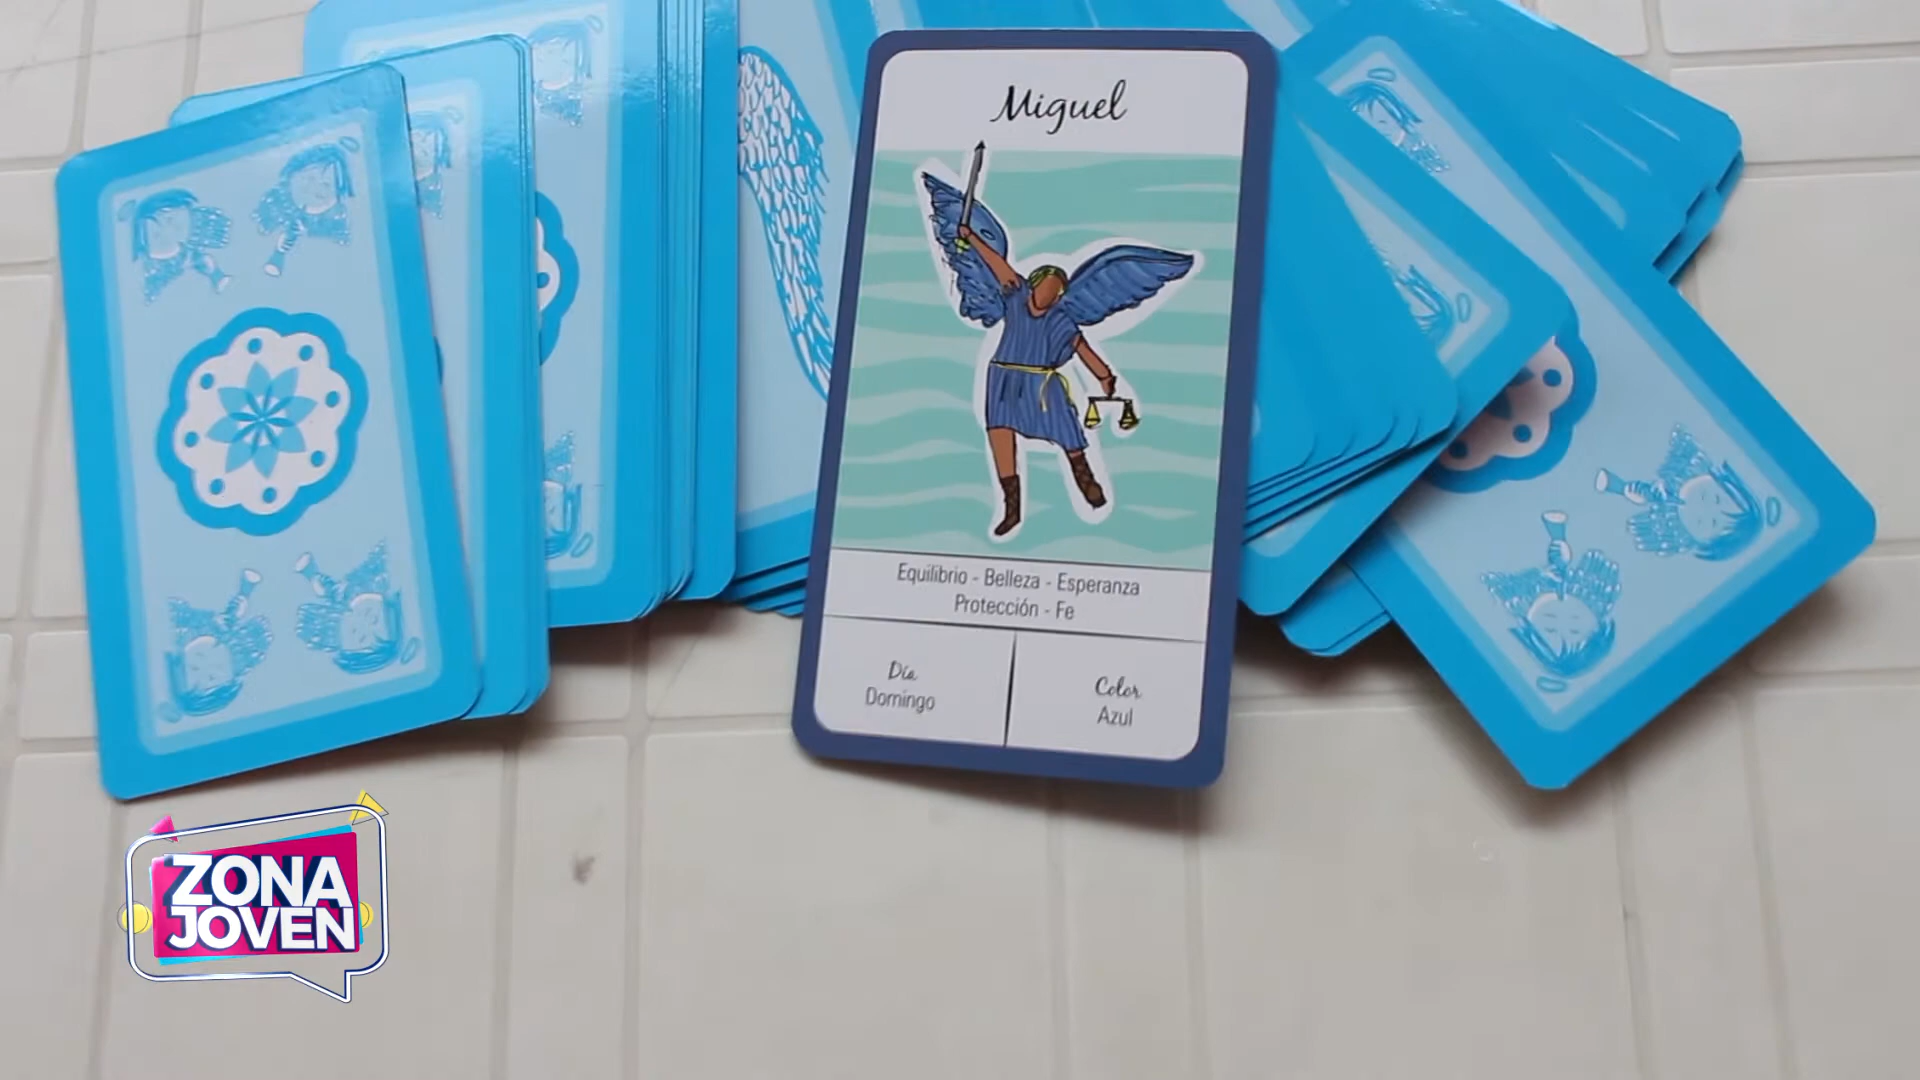 Miguel
Equilibrio - Belleza - Esperanza
Protección - Fe
Día
Domingo
Color
Azul
ZONA
JOVEN